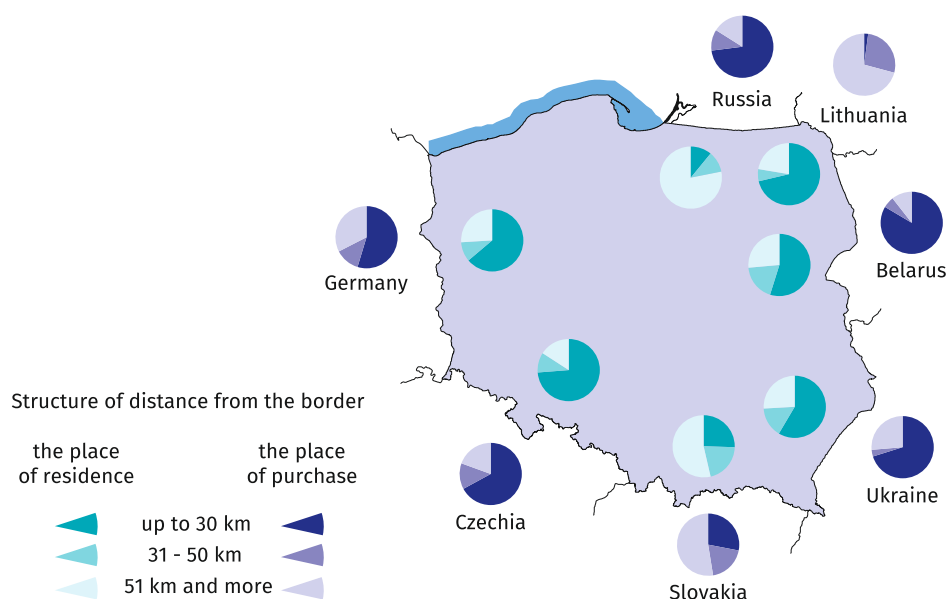 Russia
Lithuania
Belarus
Germany
Structure of distance from the border
the place
of residence
the place
of purchase
up to 30 km
31 - 50 km
51 km and more
Czechia
Ukraine
Slovakia